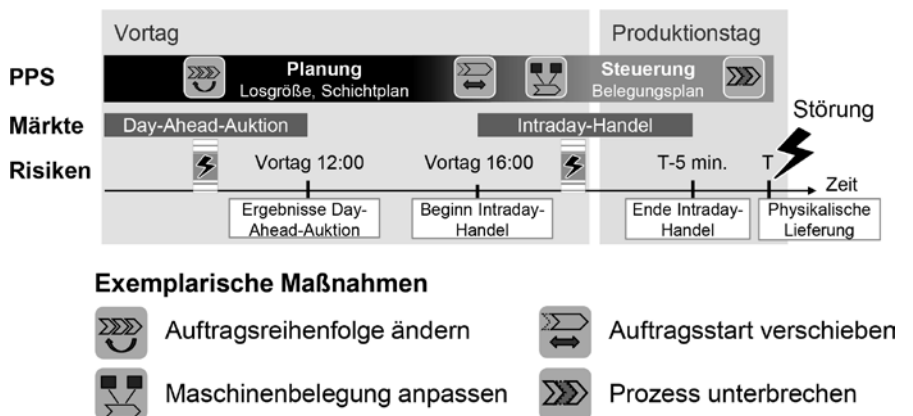 Vortag
Produktionstag
PPS
Planung
Losgröße, Schichtplan
Steuerung
Belegungsplan
Störung
Märkte
Day-Ahead-Auktion
Intraday-Handel
Risiken
Vortag 12:00
Vortag 16:00
T-5 min.
T
Zeit
Ergebnisse Day-
Ahead-Auktion
Beginn Intraday-
Handel
Ende Intraday-
Handel
Physikalische
Lieferung
Exemplarische Maßnahmen
Auftragsreihenfolge ändern
Auftragsstart verschieben
Maschinenbelegung anpassen
Prozess unterbrechen